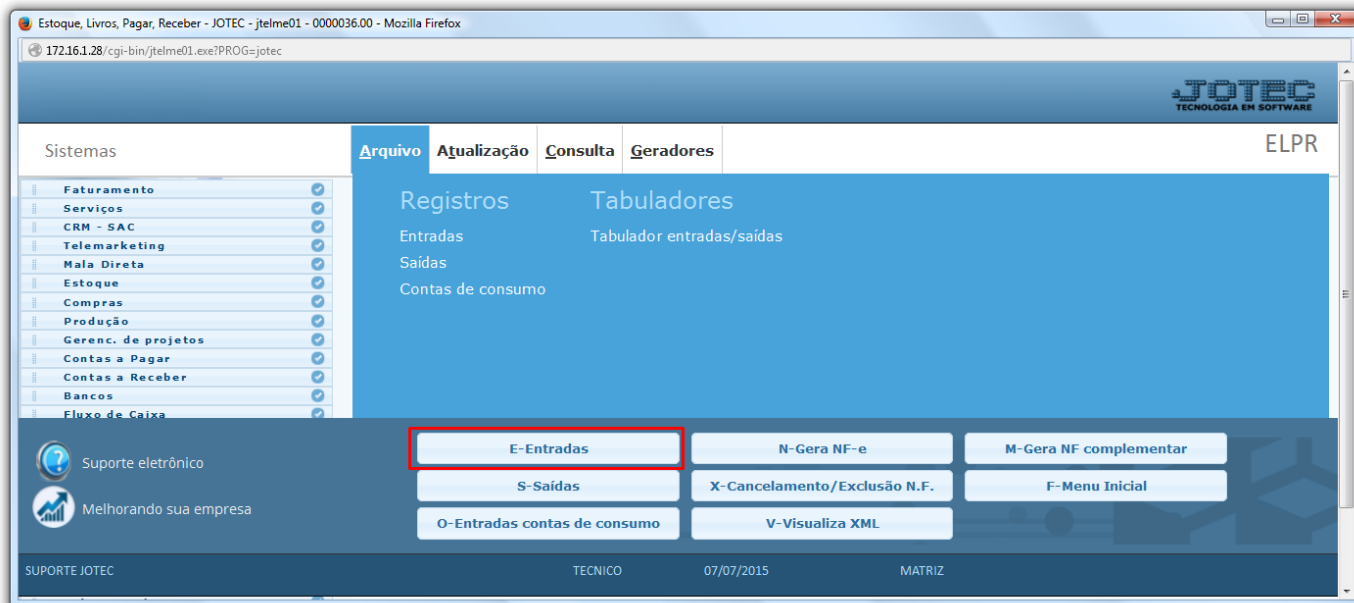 Estoque, Livros, Pagar, Receber - JOTEC - jtelme01 - 0000036.00 - Mozilla Firefox
172.16.1.28/cgi-bin/jtelme01.exe?PROG=jotec
JOTEC
TECNOLOGIA EM SOFTWARE
Sistemas
Arquivo Atualização Consulta Geradores
ELPR
Faturamento
Serviços
CRM - SAC
Telemarketing
Mala Direta
Estoque
Compras
Produção
Gerenc. de projetos
Contas a Pagar
Contas a Receber
Bancos
Fluxo de Caixa
Registros
Entradas
Saídas
Contas de consumo
Tabuladores
Tabulador entradas/saídas
Suporte eletrônico
Melhorando sua empresa
E-Entradas N-Gera NF-e M-Gera NF complementar
S-Saídas X-Cancelamento/Exclusão N.F. F-Menu Inicial
O-Entradas contas de consumo V-Visualiza XML
SUPORTE JOTEC TECNICO 07/07/2015 MATRIZ